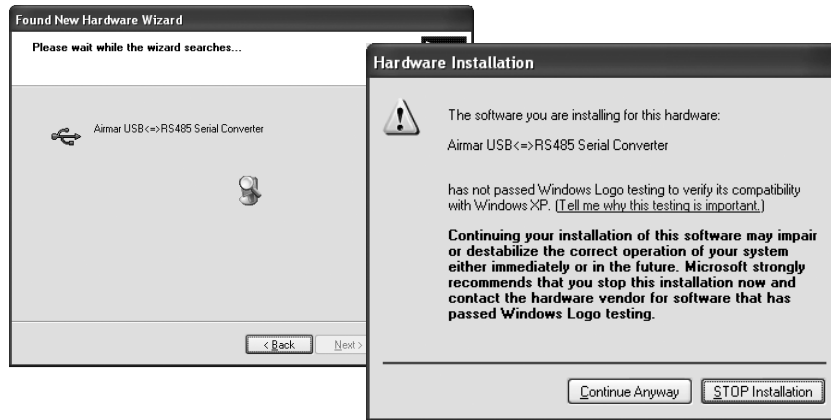 Found New Hardware Wizard
Please wait while the wizard searches...
Airmar USB<=>RS485 Serial Converter
< Back
Next >
Hardware Installation
The software you are installing for this hardware:
Airmar USB<=>RS485 Serial Converter
has not passed Windows Logo testing to verify its compatibility
with Windows XP. (Tell me why this testing is important.)
Continuing your installation of this software may impair
or destabilize the correct operation of your system
either immediately or in the future. Microsoft strongly
recommends that you stop this installation now and
contact the hardware vendor for software that has
passed Windows Logo testing.
Continue Anyway
STOP Installation